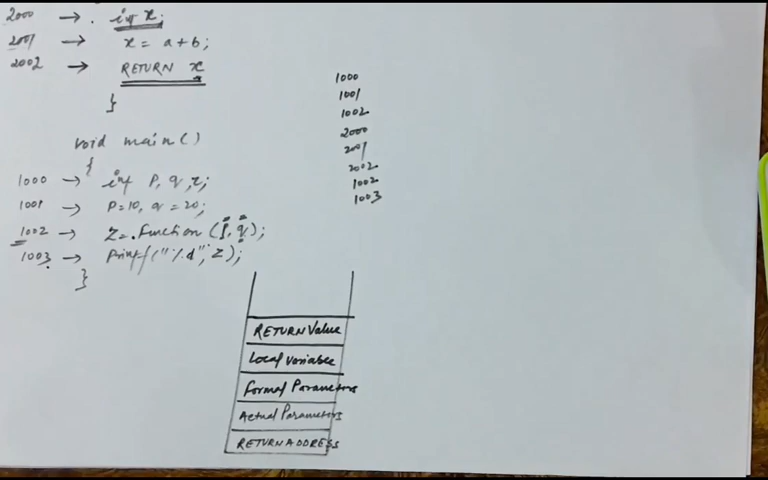 2000 → int x;
2001 → x = a+b;
2002 → RETURN x
}
void main()
{
1000 → int P, q, z;
1001 → P=10, q = 20;
1002 → Z=.Function (P, q);
1003 → Printf("%d", Z);
}
1000
1001
1002
2000
2001
2002
1002
1003
RETURN Value
Local Variable
Formal Parameters
Actual Parameters
RETURN ADDRESS